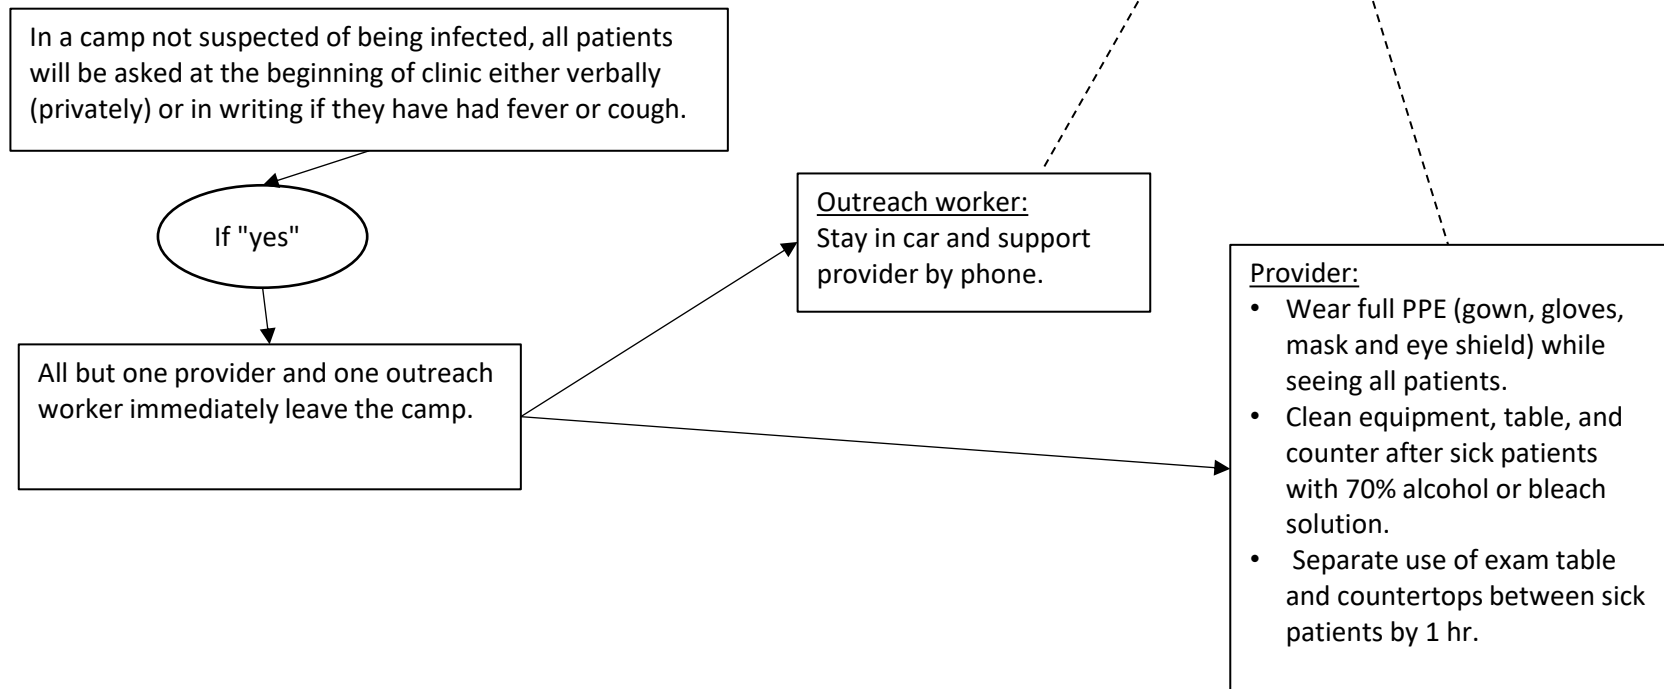 In a camp not suspected of being infected, all patients
will be asked at the beginning of clinic either verbally
(privately) or in writing if they have had fever or cough.
If "yes"
All but one provider and one outreach
worker immediately leave the camp.
Outreach worker:
Stay in car and support
provider by phone.
Provider:
• Wear full PPE (gown, gloves,
mask and eye shield) while
seeing all patients.
• Clean equipment, table, and
counter after sick patients
with 70% alcohol or bleach
solution.
• Separate use of exam table
and countertops between sick
patients by 1 hr.